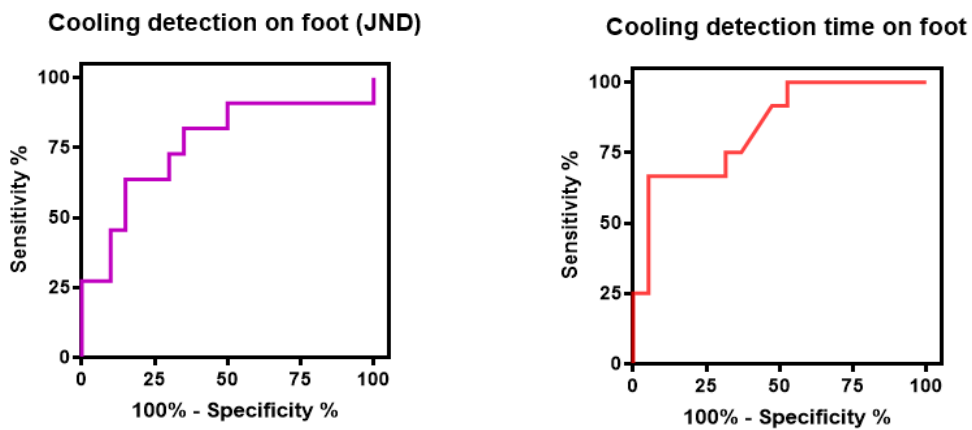 Cooling detection on foot (JND)
100
75
50
25
0
Sensitivity %
0 25 50 75 100
100% - Specificity %
Cooling detection time on foot
100
75
50
25
0
Sensitivity %
0 25 50 75 100
100% - Specificity %